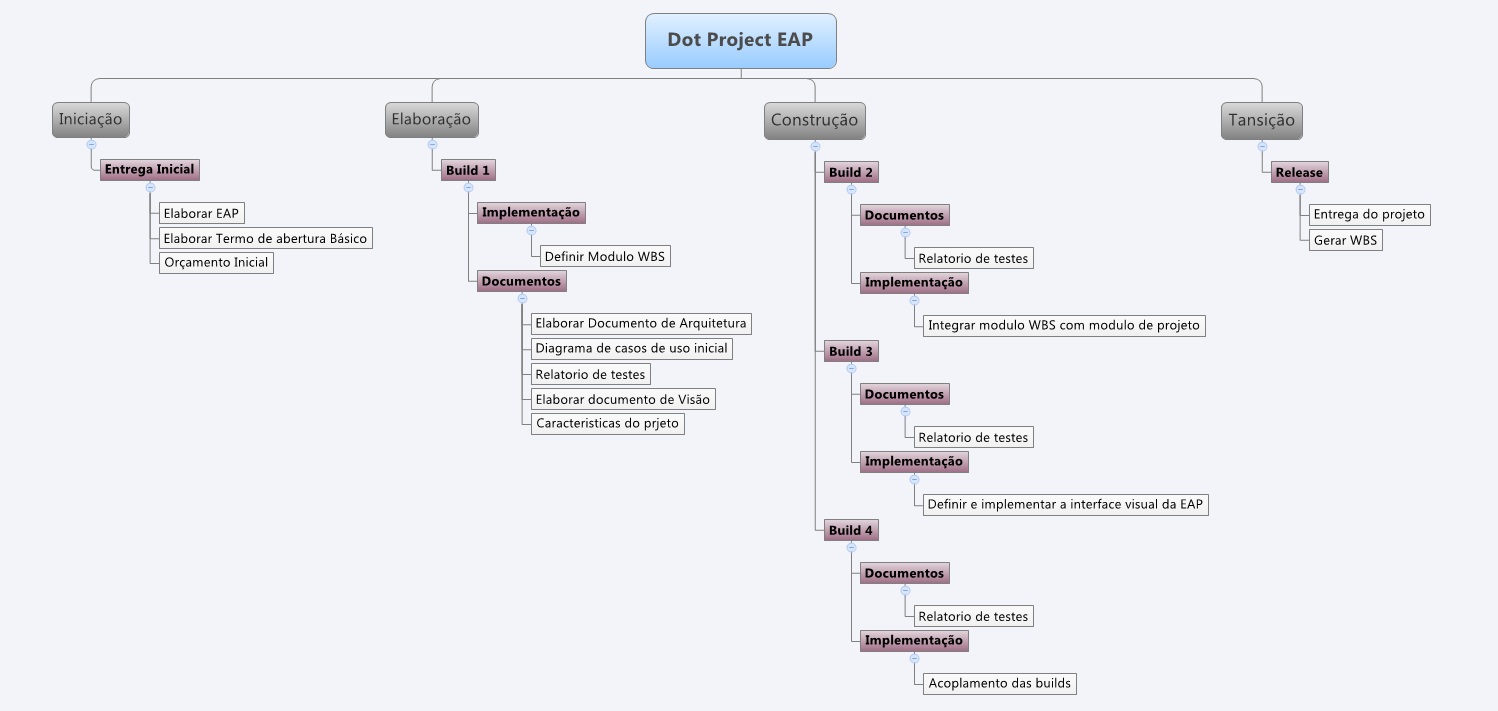 Dot Project EAP
Iniciação
Entrega Inicial
Elaborar EAP
Elaborar Termo de abertura Básico
Orçamento Inicial
Elaboração
Build 1
Implementação
Definir Modulo WBS
Documentos
Elaborar Documento de Arquitetura
Diagrama de casos de uso inicial
Relatorio de testes
Elaborar documento de Visão
Caracteristicas do prjeto
Construção
Build 2
Documentos
Relatorio de testes
Implementação
Integrar modulo WBS com modulo de projeto
Build 3
Documentos
Relatorio de testes
Implementação
Definir e implementar a interface visual da EAP
Build 4
Documentos
Relatorio de testes
Implementação
Acoplamento das builds
Tansição
Release
Entrega do projeto
Gerar WBS